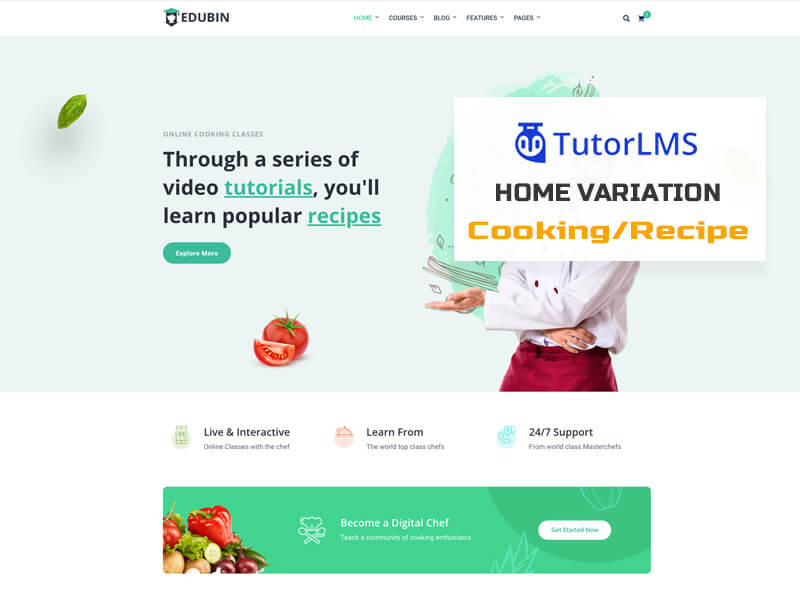 EDUBIN
HOME COURSES BLOG FEATURES PAGES
ONLINE COOKING CLASSES
Through a series of
video tutorials, you'll
learn popular recipes
Explore More
TutorLMS
HOME VARIATION
Cooking/Recipe
Live & Interactive
Online Classes with the chef
Learn From
The world top class chefs
24/7 Support
From world class Masterchefs
Become a Digital Chef
Teach a community of cooking enthusiasts
Get Started Now